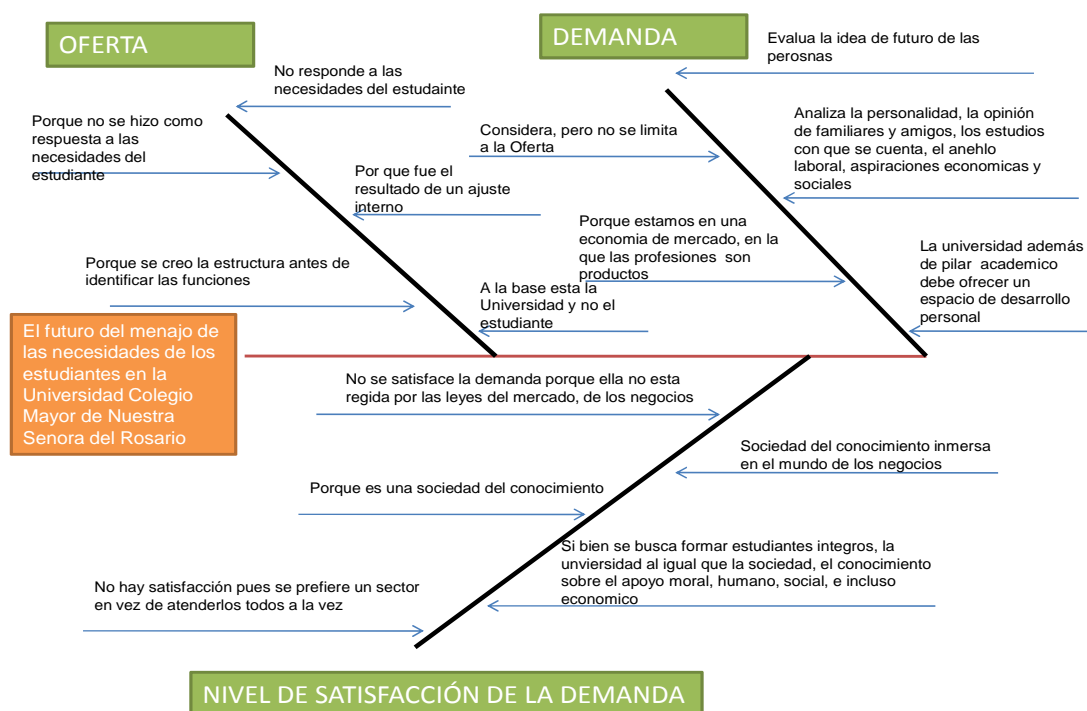 OFERTA
DEMANDA
Evalua la idea de futuro de las
perosnas
No responde a las
necesidades del estudainte
Porque no se hizo como
respuesta a las
necesidades del
estudiante
Considera, pero no se limita
a la Oferta
Analiza la personalidad, la opinión
de familiares y amigos, los estudios
con que se cuenta, el anehlo
laboral, aspiraciones economicas y
sociales
Por que fue el
resultado de un ajuste
interno
Porque estamos en una
economia de mercado, en la
que las profesiones son
productos
La universidad además
de pilar academico
debe ofrecer un
espacio de desarrollo
personal
Porque se creo la estructura antes de
identificar las funciones
A la base esta la
Universidad y no el
estudiante
El futuro del menajo de
las necesidades de los
estudiantes en la
Universidad Colegio
Mayor de Nuestra
Senora del Rosario
No se satisface la demanda porque ella no esta
regida por las leyes del mercado, de los negocios
Sociedad del conocimiento inmersa
en el mundo de los negocios
Porque es una sociedad del conocimiento
Si bien se busca formar estudiantes integros, la
unviersidad al igual que la sociedad, el conocimiento
sobre el apoyo moral, humano, social, e incluso
economico
No hay satisfacción pues se prefiere un sector
en vez de atenderlos todos a la vez
NIVEL DE SATISFACCIÓN DE LA DEMANDA